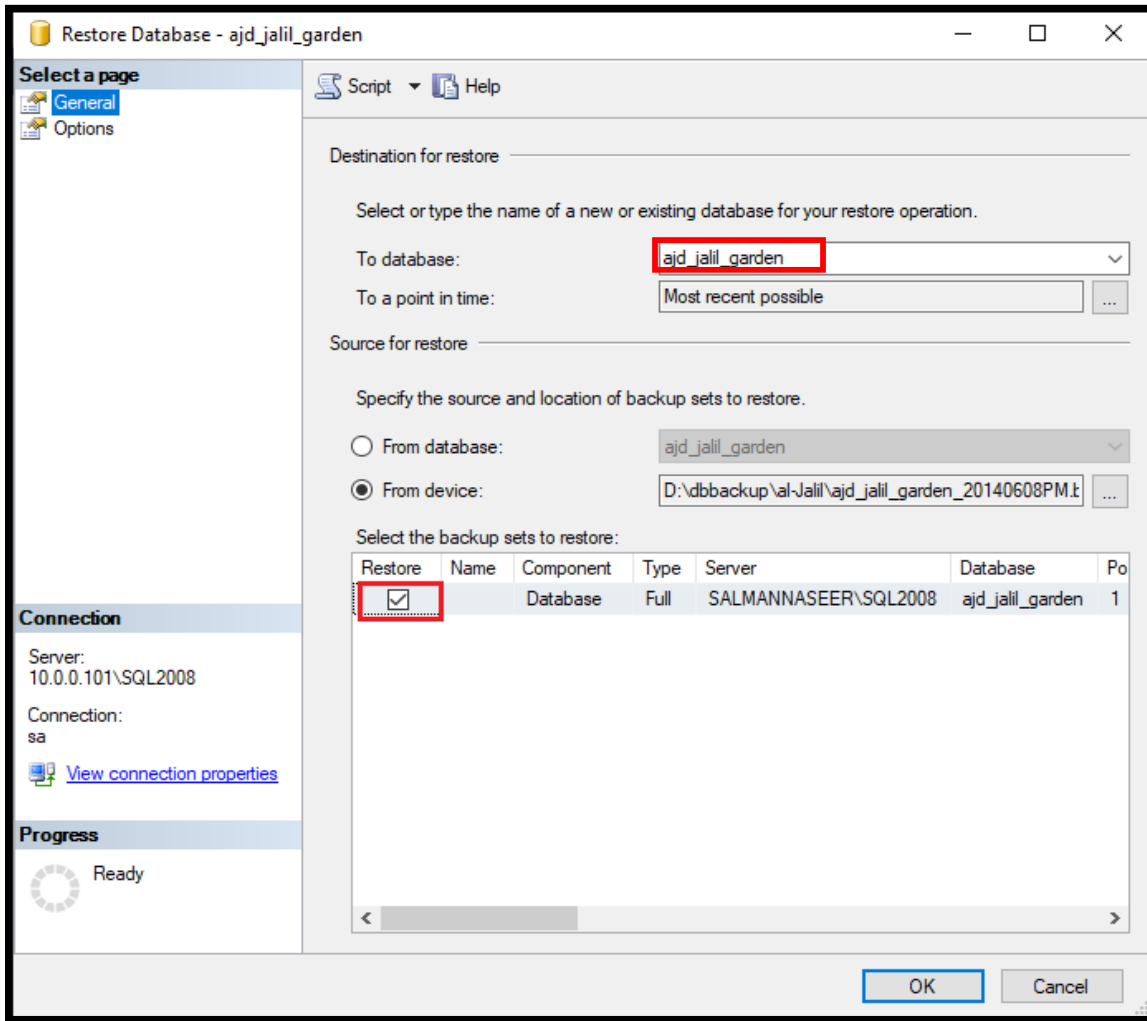 Restore Database - ajd_jalil_garden
Select a page
General
Options
Script Help
Destination for restore
Select or type the name of a new or existing database for your restore operation.
To database: ajd_jalil_garden
To a point in time: Most recent possible ...
Source for restore
Specify the source and location of backup sets to restore.
From database: ajd_jalil_garden
From device: D:\dbbackup\al-Jalil\ajd_jalil_garden_20140608PM.b ...
Select the backup sets to restore:
Restore Name Component Type Server Database Po
Database Full SALMANNASEER\SQL2008 ajd_jalil_garden 1
Connection
Server:
10.0.0.101\SQL2008
Connection:
sa
View connection properties
Progress
Ready
OK Cancel